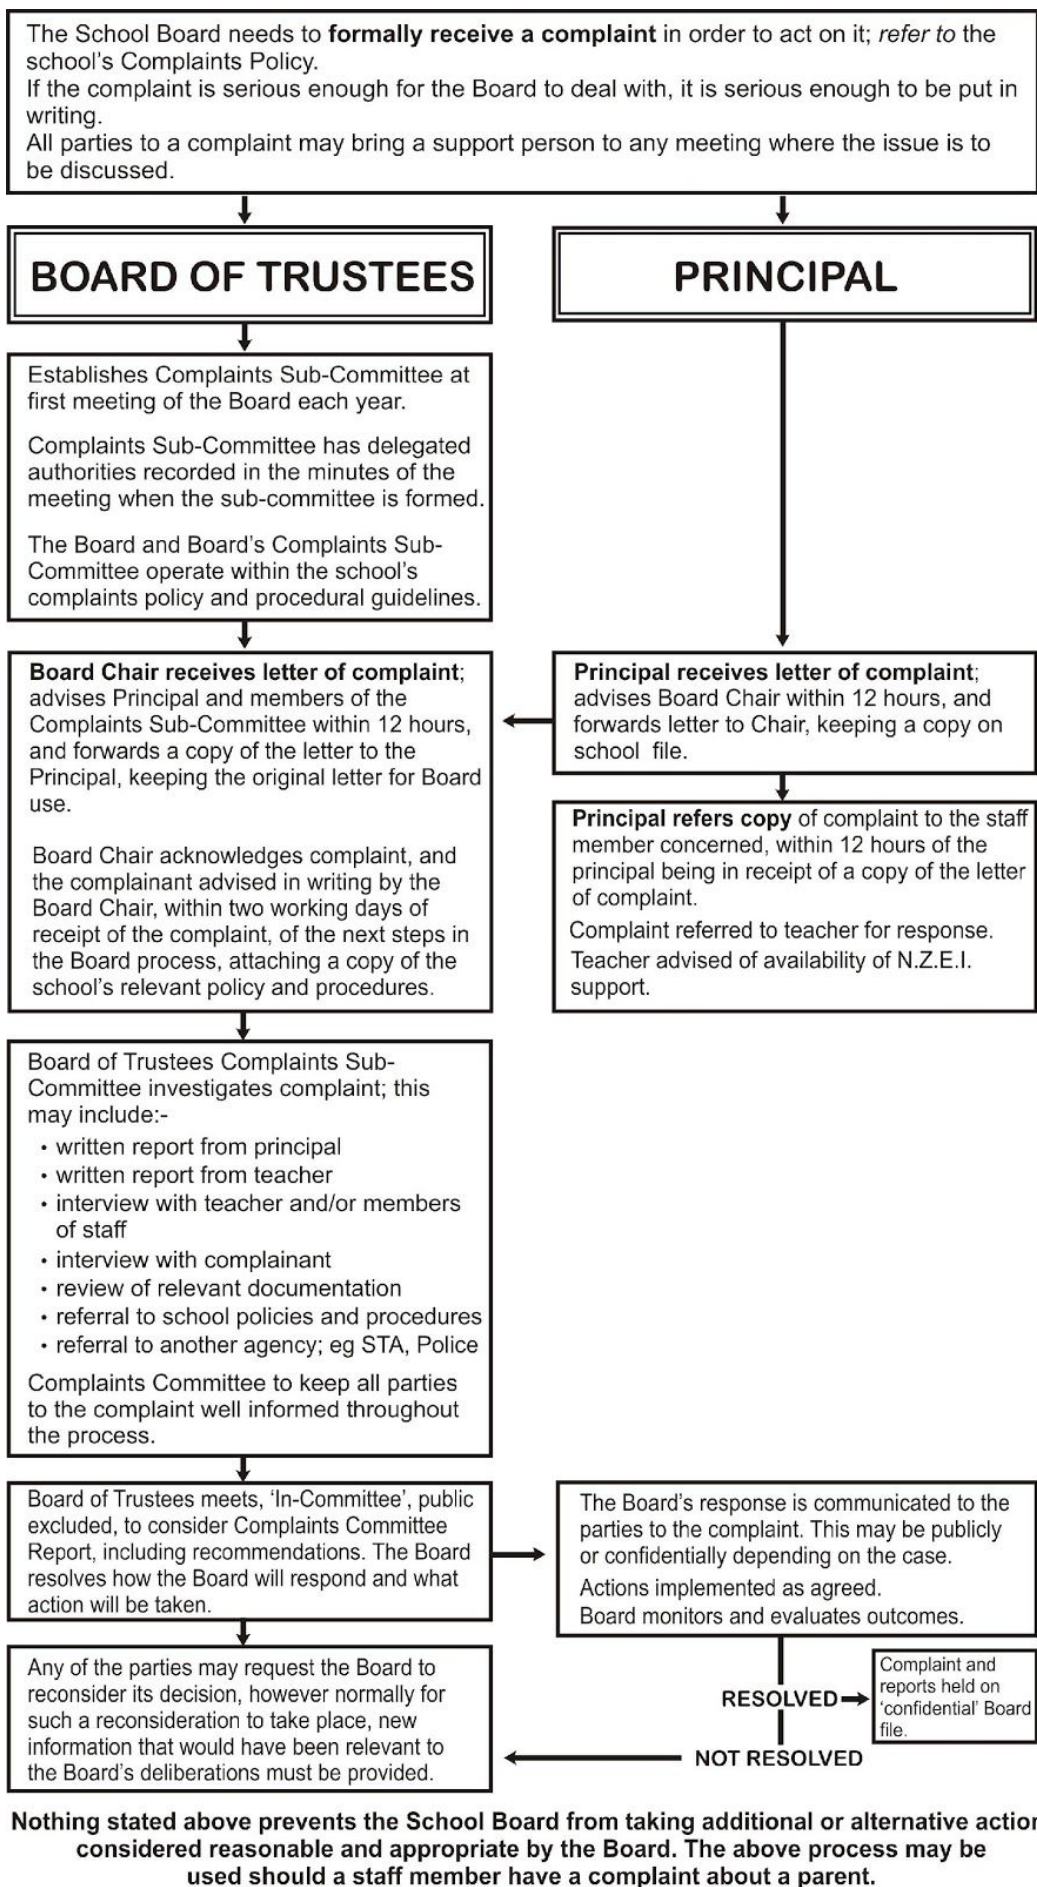 The School Board needs to formally receive a complaint in order to act on it; refer to the
school's Complaints Policy.
If the complaint is serious enough for the Board to deal with, it is serious enough to be put in
writing.
All parties to a complaint may bring a support person to any meeting where the issue is to
be discussed.
BOARD OF TRUSTEES
PRINCIPAL
Establishes Complaints Sub-Committee at
first meeting of the Board each year.
Complaints Sub-Committee has delegated
authorities recorded in the minutes of the
meeting when the sub-committee is formed.
The Board and Board's Complaints Sub-
Committee operate within the school's
complaints policy and procedural guidelines.
Board Chair receives letter of complaint;
advises Principal and members of the
Complaints Sub-Committee within 12 hours,
and forwards a copy of the letter to the
Principal, keeping the original letter for Board
use.
Board Chair acknowledges complaint, and
the complainant advised in writing by the
Board Chair, within two working days of
receipt of the complaint, of the next steps in
the Board process, attaching a copy of the
school's relevant policy and procedures.
Principal receives letter of complaint;
advises Board Chair within 12 hours, and
forwards letter to Chair, keeping a copy on
school file.
Principal refers copy of complaint to the staff
member concerned, within 12 hours of the
principal being in receipt of a copy of the letter
of complaint.
Complaint referred to teacher for response.
Teacher advised of availability of N.Z.E.I.
support.
Board of Trustees Complaints Sub-
Committee investigates complaint; this
may include:-
• written report from principal
• written report from teacher
• interview with teacher and/or members
of staff
• interview with complainant
• review of relevant documentation
• referral to school policies and procedures
• referral to another agency; eg STA, Police
Complaints Committee to keep all parties
to the complaint well informed throughout
the process.
Board of Trustees meets, 'In-Committee', public
excluded, to consider Complaints Committee
Report, including recommendations. The Board
resolves how the Board will respond and what
action will be taken.
The Board's response is communicated to the
parties to the complaint. This may be publicly
or confidentially depending on the case.
Actions implemented as agreed.
Board monitors and evaluates outcomes.
Any of the parties may request the Board to
reconsider its decision, however normally for
such a reconsideration to take place, new
information that would have been relevant to
the Board's deliberations must be provided.
RESOLVED
Complaint and
reports held on
'confidential' Board
file.
NOT RESOLVED
Nothing stated above prevents the School Board from taking additional or alternative action
considered reasonable and appropriate by the Board. The above process may be
used should a staff member have a complaint about a parent.